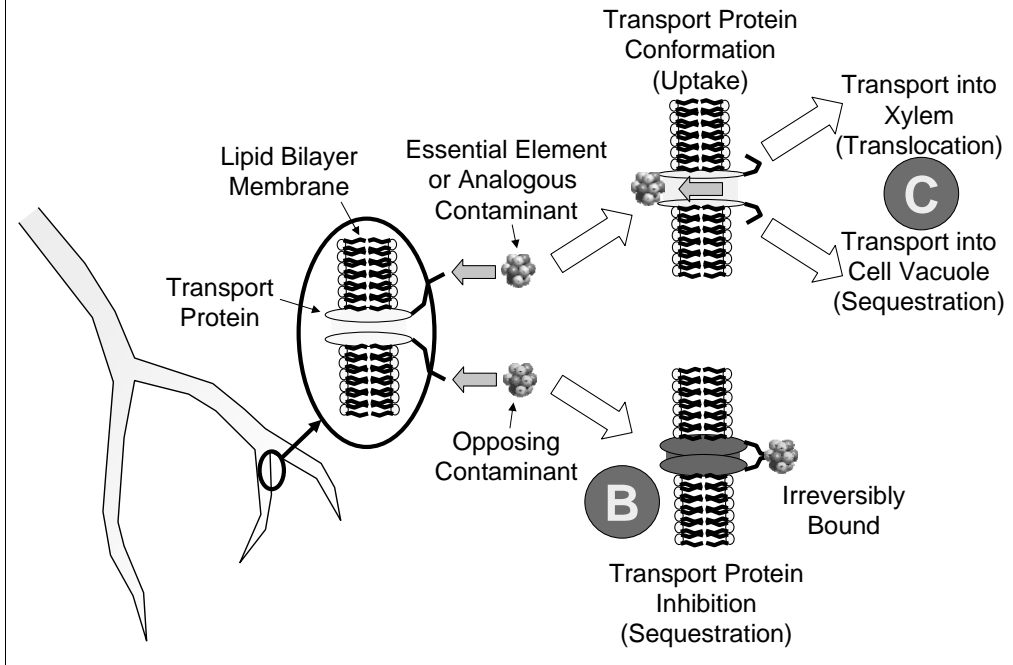 Transport Protein
Conformation
(Uptake)
Transport into
Xylem
(Translocation)
C
Transport into
Cell Vacuole
(Sequestration)
Lipid Bilayer
Membrane
Essential Element
or Analogous
Contaminant
Transport
Protein
Opposing
Contaminant
B
Irreversibly
Bound
Transport Protein
Inhibition
(Sequestration)